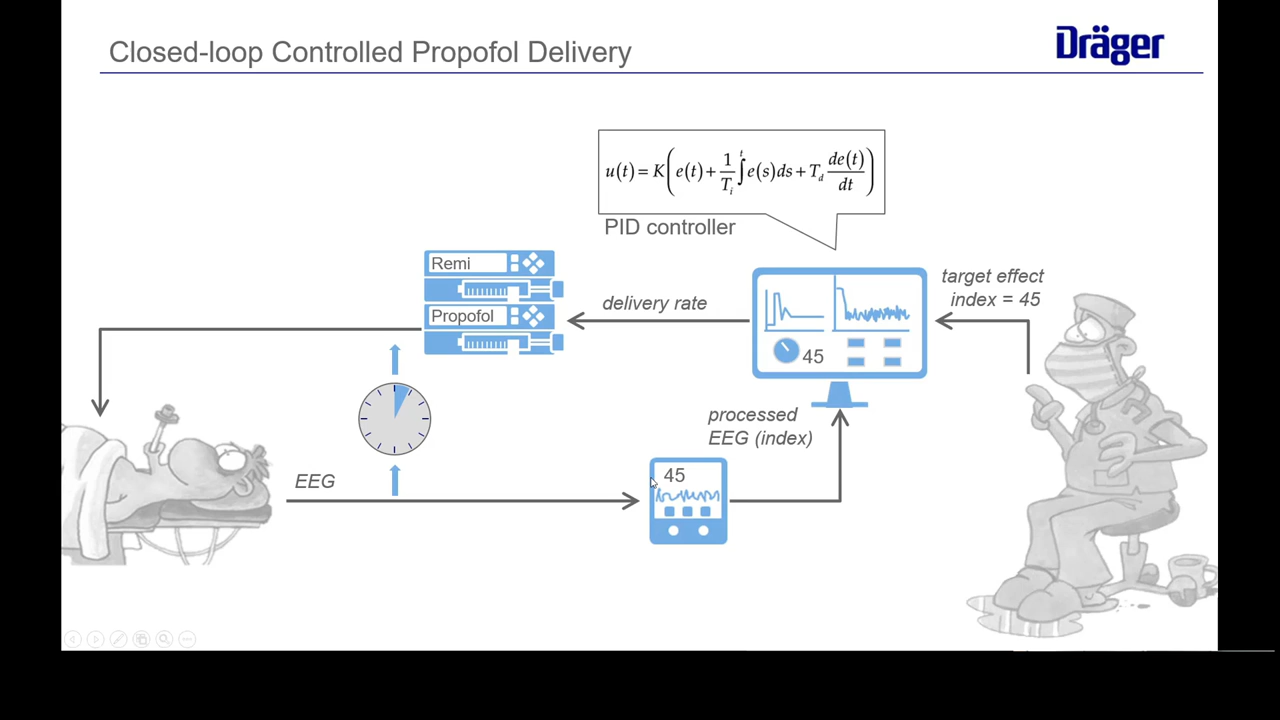 Closed-loop Controlled Propofol Delivery
Dräger
u(t) = K(e(t) + 1/Tᵢ ∫ᵗ e(s)ds + T_d de(t)/dt)
PID controller
Remi
Propofol
delivery rate
target effect
index = 45
45
processed
EEG (index)
45
EEG